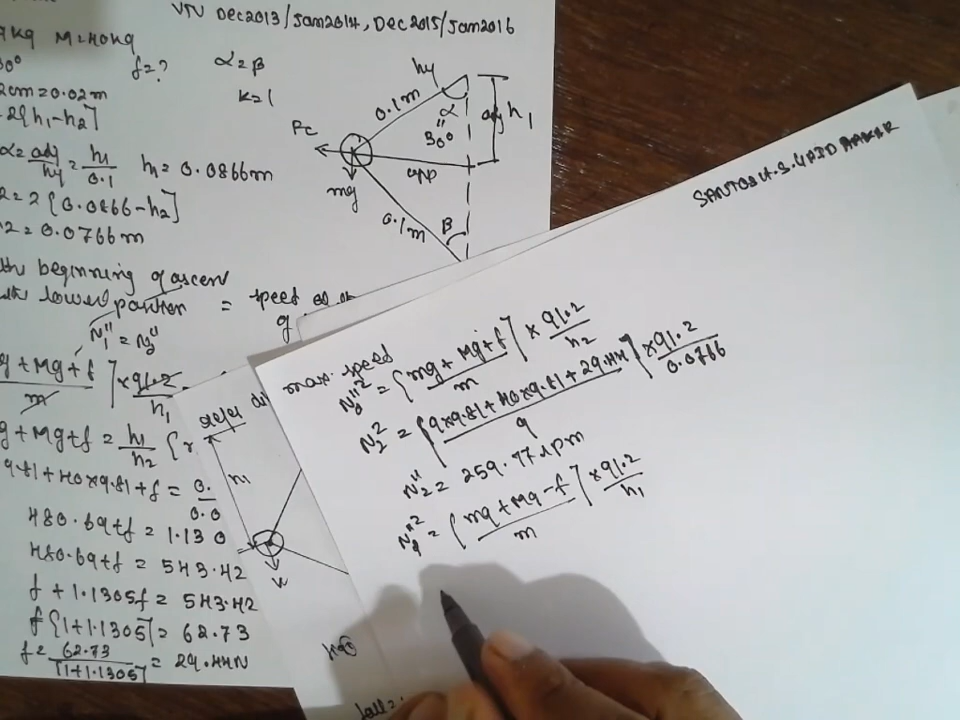 VTU Dec2013/Jan2014, Dec2015/Jan2016
9kg M=40kg
30°
f=? α=β
2cm=0.02m
k=1
2{h1-h2]
α=adj/hy=h1/0.1 h1=0.0866m
2=2{0.0866-h2]
2=0.0766m
the beginning of ascent
the lowest position = speed
N1"=N2'
g+Mg+f/m]×91.2/h1
g+Mg+f=h1/h2{
9.81+40×9.81+f=0./0.0
480.69+f=1.130
480.69+f=543.42
f+1.1305f=543.42
f{1+1.1305]=62.73
f=62.73/[1+1.1305]=29.44N
hy
0.1m
α
30°
adj h1
Fc
opp
mg
0.1m
β
SANTOSH.S.
h1
max. speed
N2"²={mg+Mg+f/m]×91.2/h2
N2²={9×9.81+40×9.81+29.44/9]×91.2/0.0766
N2"=259.77rpm
N1"²={mg+Mg-f/m]×91.2/h1